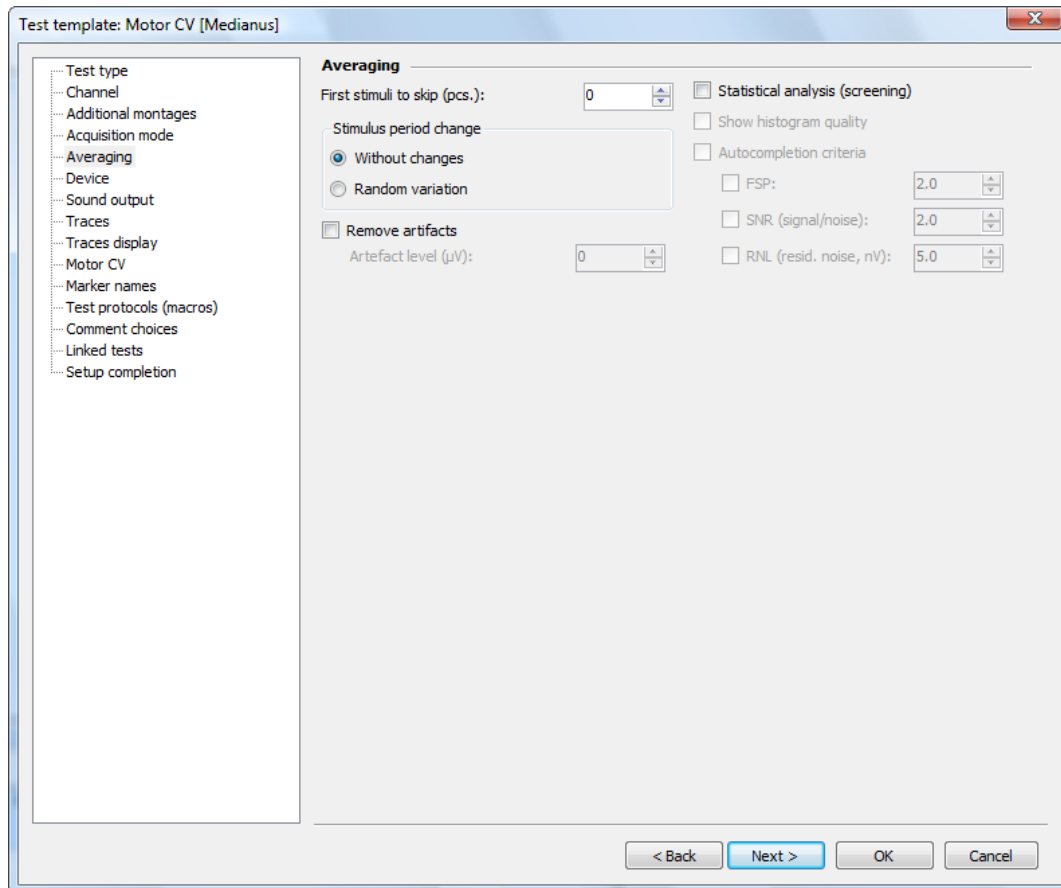 Test template: Motor CV [Medianus]
Test type
Channel
Additional montages
Acquisition mode
Averaging
Device
Sound output
Traces
Traces display
Motor CV
Marker names
Test protocols (macros)
Comment choices
Linked tests
Setup completion
Averaging
First stimuli to skip (pcs.): 0
Stimulus period change
Without changes
Random variation
Remove artifacts
Artefact level (µV): 0
Statistical analysis (screening)
Show histogram quality
Autocompletion criteria
FSP: 2.0
SNR (signal/noise): 2.0
RNL (resid. noise, nV): 5.0
< Back Next > OK Cancel